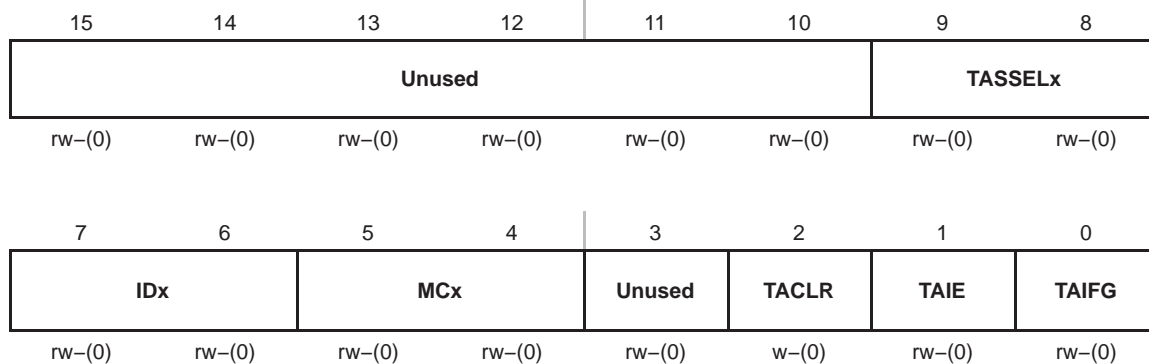 15 14 13 12 11 10 9 8
Unused TASSELx
rw−(0) rw−(0) rw−(0) rw−(0) rw−(0) rw−(0) rw−(0) rw−(0)
7 6 5 4 3 2 1 0
IDx MCx Unused TACLR TAIE TAIFG
rw−(0) rw−(0) rw−(0) rw−(0) rw−(0) w−(0) rw−(0) rw−(0)